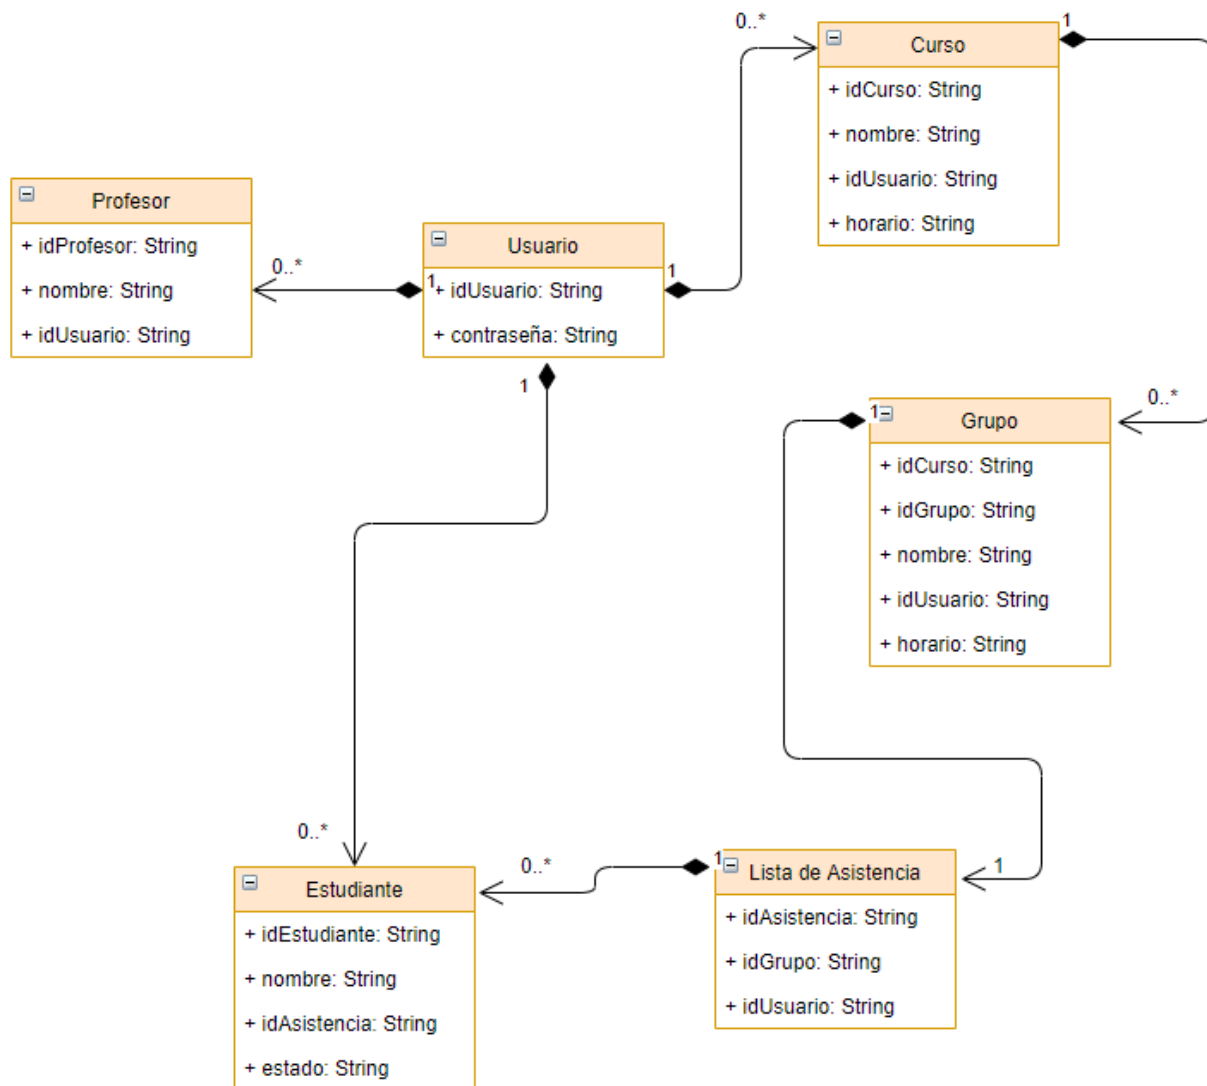 0..*
1
Curso
+ idCurso: String
+ nombre: String
+ idUsuario: String
+ horario: String
Profesor
+ idProfesor: String
+ nombre: String
+ idUsuario: String
0..*
1
Usuario
+ idUsuario: String
+ contraseña: String
1
1
0..*
1
Grupo
+ idCurso: String
+ idGrupo: String
+ nombre: String
+ idUsuario: String
+ horario: String
0..*
Estudiante
+ idEstudiante: String
+ nombre: String
+ idAsistencia: String
+ estado: String
0..*
1
Lista de Asistencia
+ idAsistencia: String
+ idGrupo: String
+ idUsuario: String
1